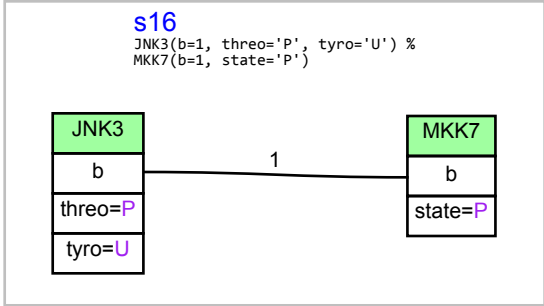 s16
JNK3(b=1, threo='P', tyro='U') %
MKK7(b=1, state='P')
JNK3
MKK7
1
b
b
threo=P
state=P
tyro=U